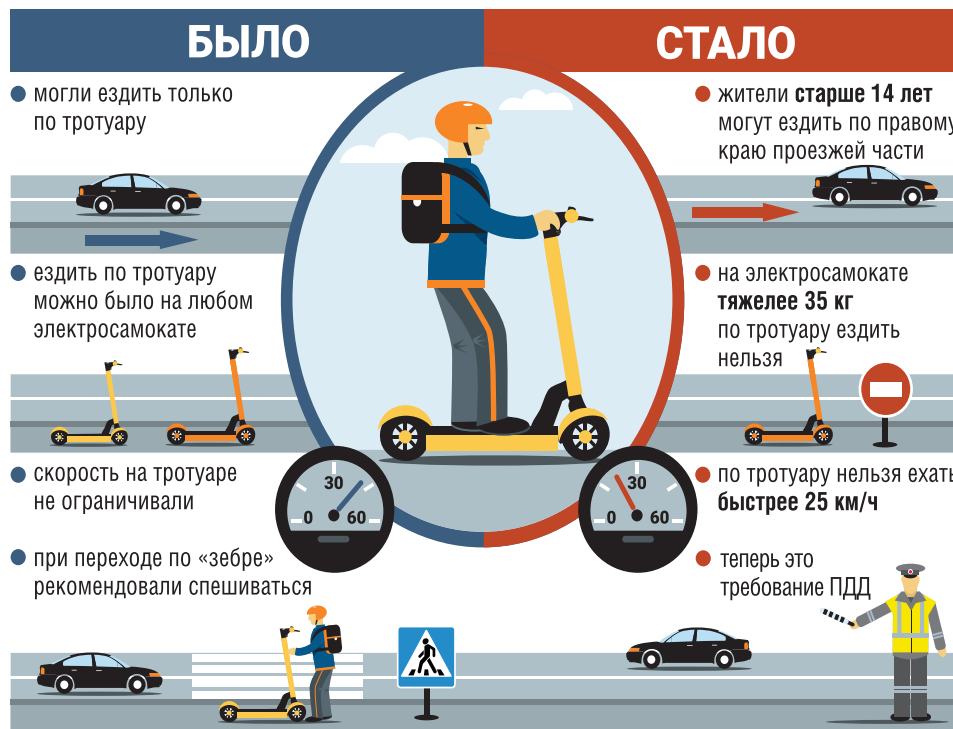 БЫЛО
СТАЛО
могли ездить только
по тротуару
жители старше 14 лет
могут ездить по правому
краю проезжей части
ездить по тротуару
можно было на любом
электросамокате
на электросамокате
тяжелее 35 кг
по тротуару ездить
нельзя
скорость на тротуаре
не ограничивали
30
0
60
30
0
60
по тротуару нельзя ехать
быстрее 25 км/ч
при переходе по «зебре»
рекомендовали спешиваться
теперь это
требование ПДД